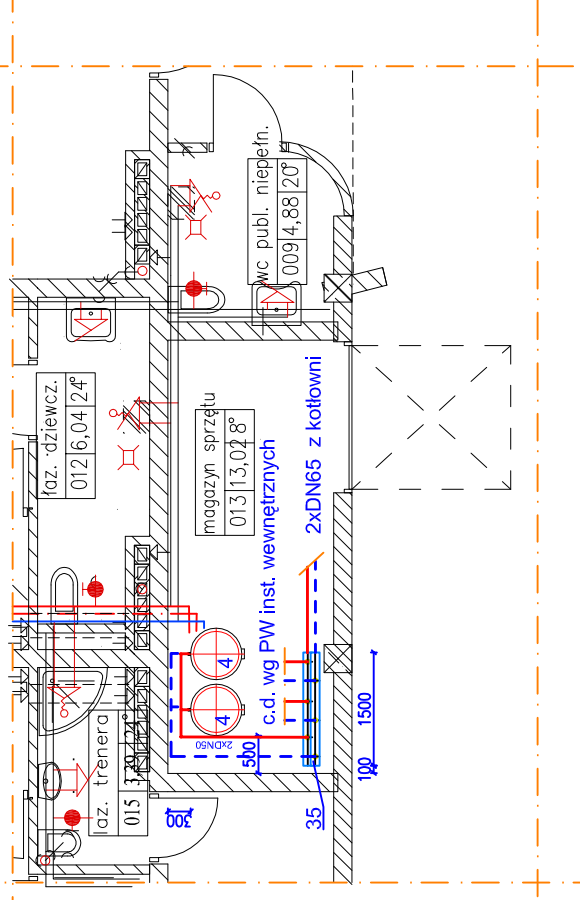 wc publ. niepełn.
009 4,88 20°
łaz. dziewcz.
012 6,04 24°
magazyn sprzętu
013 13,02 8°
c.d. wg PW inst. wewnętrznych
2xDN65 z kotłowni
4
4
2xDN50
500
1500
100
35
300
łaz. trenera
015 24°